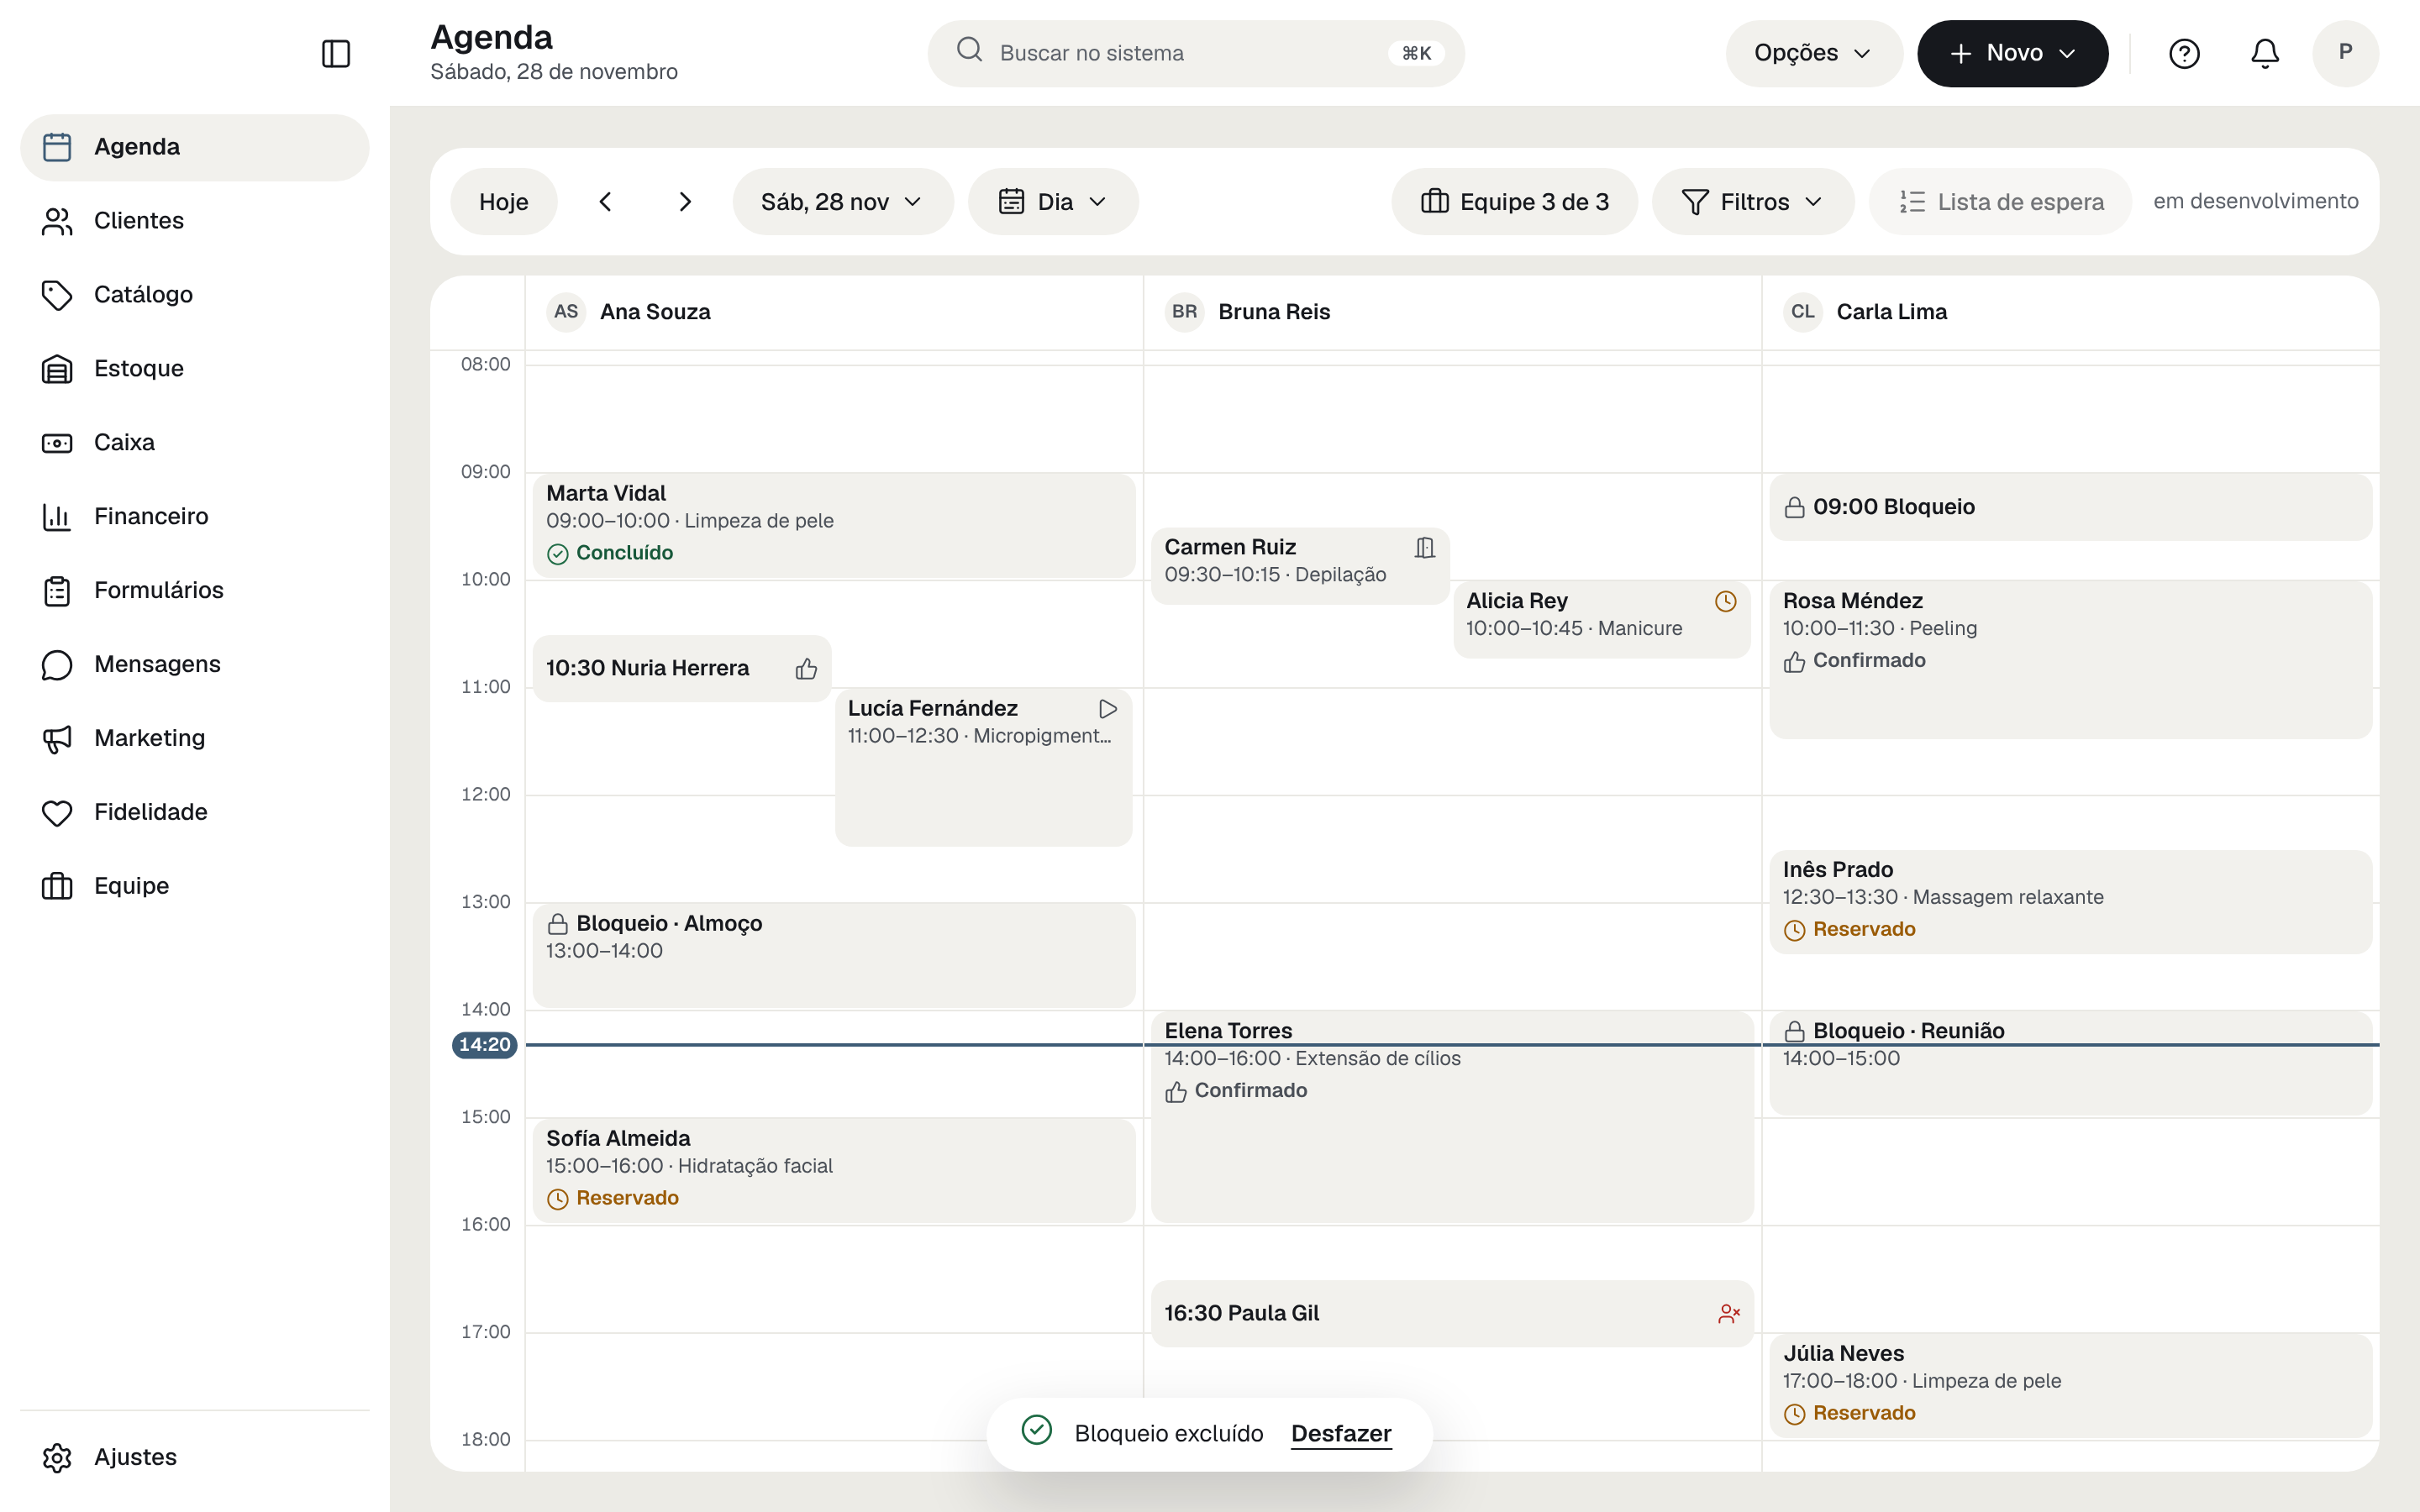 Agenda
Sábado, 28 de novembro
Buscar no sistema
⌘K
Opções
Novo
P
Agenda
Clientes
Catálogo
Estoque
Caixa
Financeiro
Formulários
Mensagens
Marketing
Fidelidade
Equipe
Ajustes
Hoje
Sáb, 28 nov
Dia
Equipe 3 de 3
Filtros
Lista de espera
em desenvolvimento
AS Ana Souza
BR Bruna Reis
CL Carla Lima
08:00
09:00
10:00
11:00
12:00
13:00
14:00
14:20
15:00
16:00
17:00
18:00
Marta Vidal
09:00–10:00 · Limpeza de pele
Concluído
10:30 Nuria Herrera
Lucía Fernández
11:00–12:30 · Micropigment…
Bloqueio · Almoço
13:00–14:00
Sofía Almeida
15:00–16:00 · Hidratação facial
Reservado
Carmen Ruiz
09:30–10:15 · Depilação
Alicia Rey
10:00–10:45 · Manicure
Elena Torres
14:00–16:00 · Extensão de cílios
Confirmado
16:30 Paula Gil
09:00 Bloqueio
Rosa Méndez
10:00–11:30 · Peeling
Confirmado
Inês Prado
12:30–13:30 · Massagem relaxante
Reservado
Bloqueio · Reunião
14:00–15:00
Júlia Neves
17:00–18:00 · Limpeza de pele
Reservado
Bloqueio excluído Desfazer